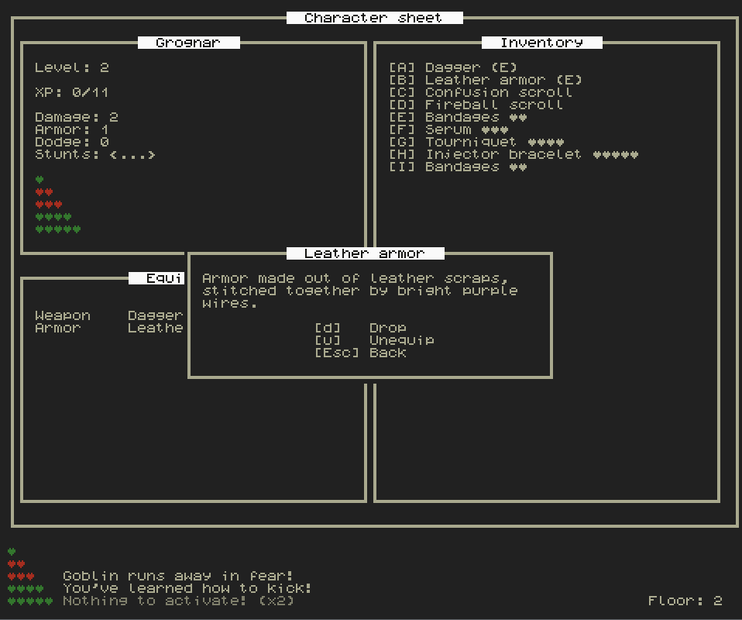 Character sheet
Grognar
Level: 2
XP: 0/11
Damage: 2
Armor: 1
Dodge: 0
Stunts: <...>
♥
♥♥
♥♥♥
♥♥♥♥
♥♥♥♥♥
Inventory
[A] Dagger (E)
[B] Leather armor (E)
[C] Confusion scroll
[D] Fireball scroll
[E] Bandages ♥♥
[F] Serum ♥♥♥
[G] Tourniquet ♥♥♥♥
[H] Injector bracelet ♥♥♥♥♥
[I] Bandages ♥♥
Equi
Weapon Dagger
Armor Leathe
Leather armor
Armor made out of leather scraps,
stitched together by bright purple
wires.
[d] Drop
[u] Unequip
[Esc] Back
♥
♥♥
♥♥♥ Goblin runs away in fear!
♥♥♥♥ You've learned how to kick!
♥♥♥♥♥ Nothing to activate! (x2)
Floor: 2